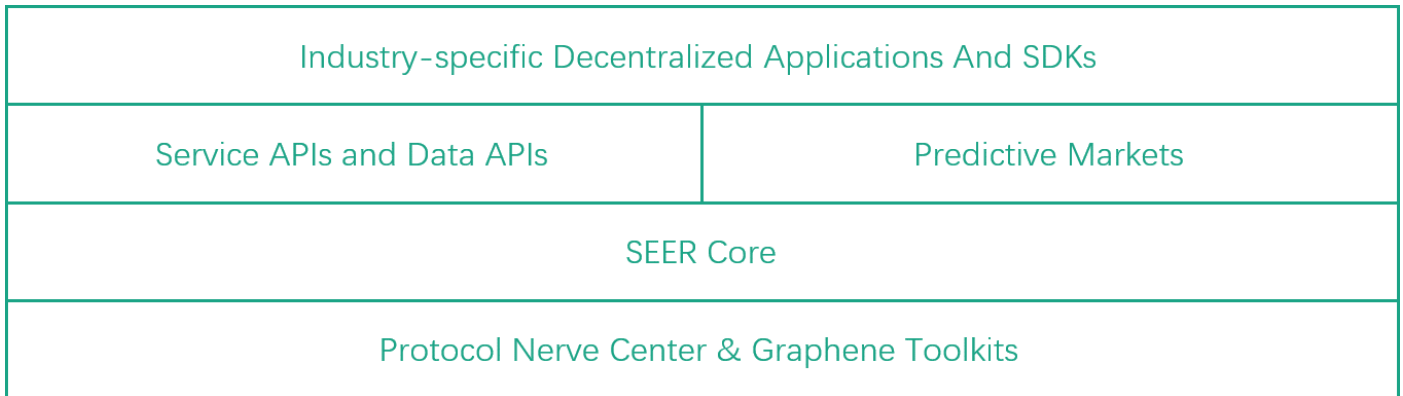 Industry-specific Decentralized Applications And SDKs
Service APIs and Data APIs
Predictive Markets
SEER Core
Protocol Nerve Center & Graphene Toolkits